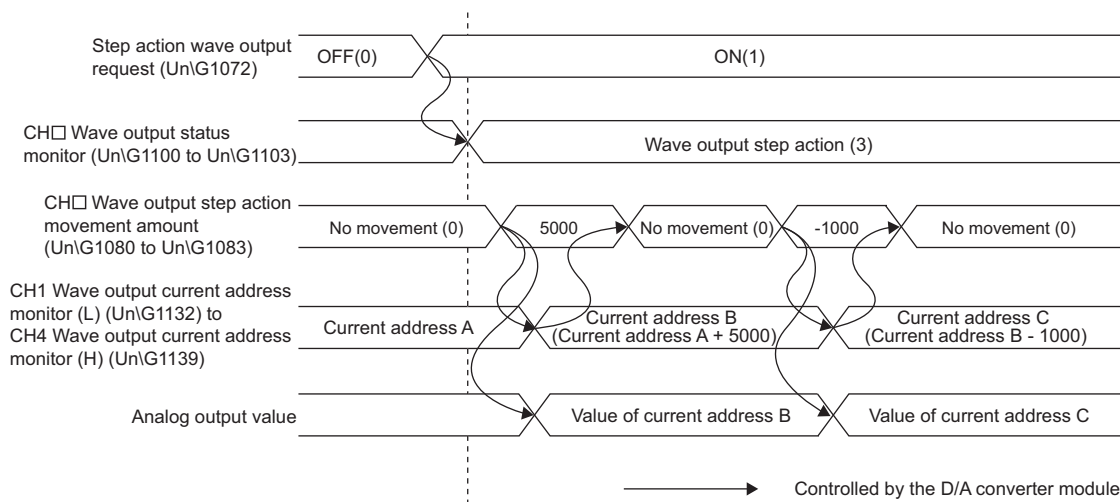 Step action wave output
request (Un\G1072)
OFF(0)
ON(1)
CH□ Wave output status
monitor (Un\G1100 to Un\G1103)
Wave output step action (3)
CH□ Wave output step action
movement amount
(Un\G1080 to Un\G1083)
No movement (0)
5000
No movement (0)
-1000
No movement (0)
CH1 Wave output current address
monitor (L) (Un\G1132) to
CH4 Wave output current address
monitor (H) (Un\G1139)
Current address A
Current address B
(Current address A + 5000)
Current address C
(Current address B - 1000)
Analog output value
Value of current address B
Value of current address C
Controlled by the D/A converter module